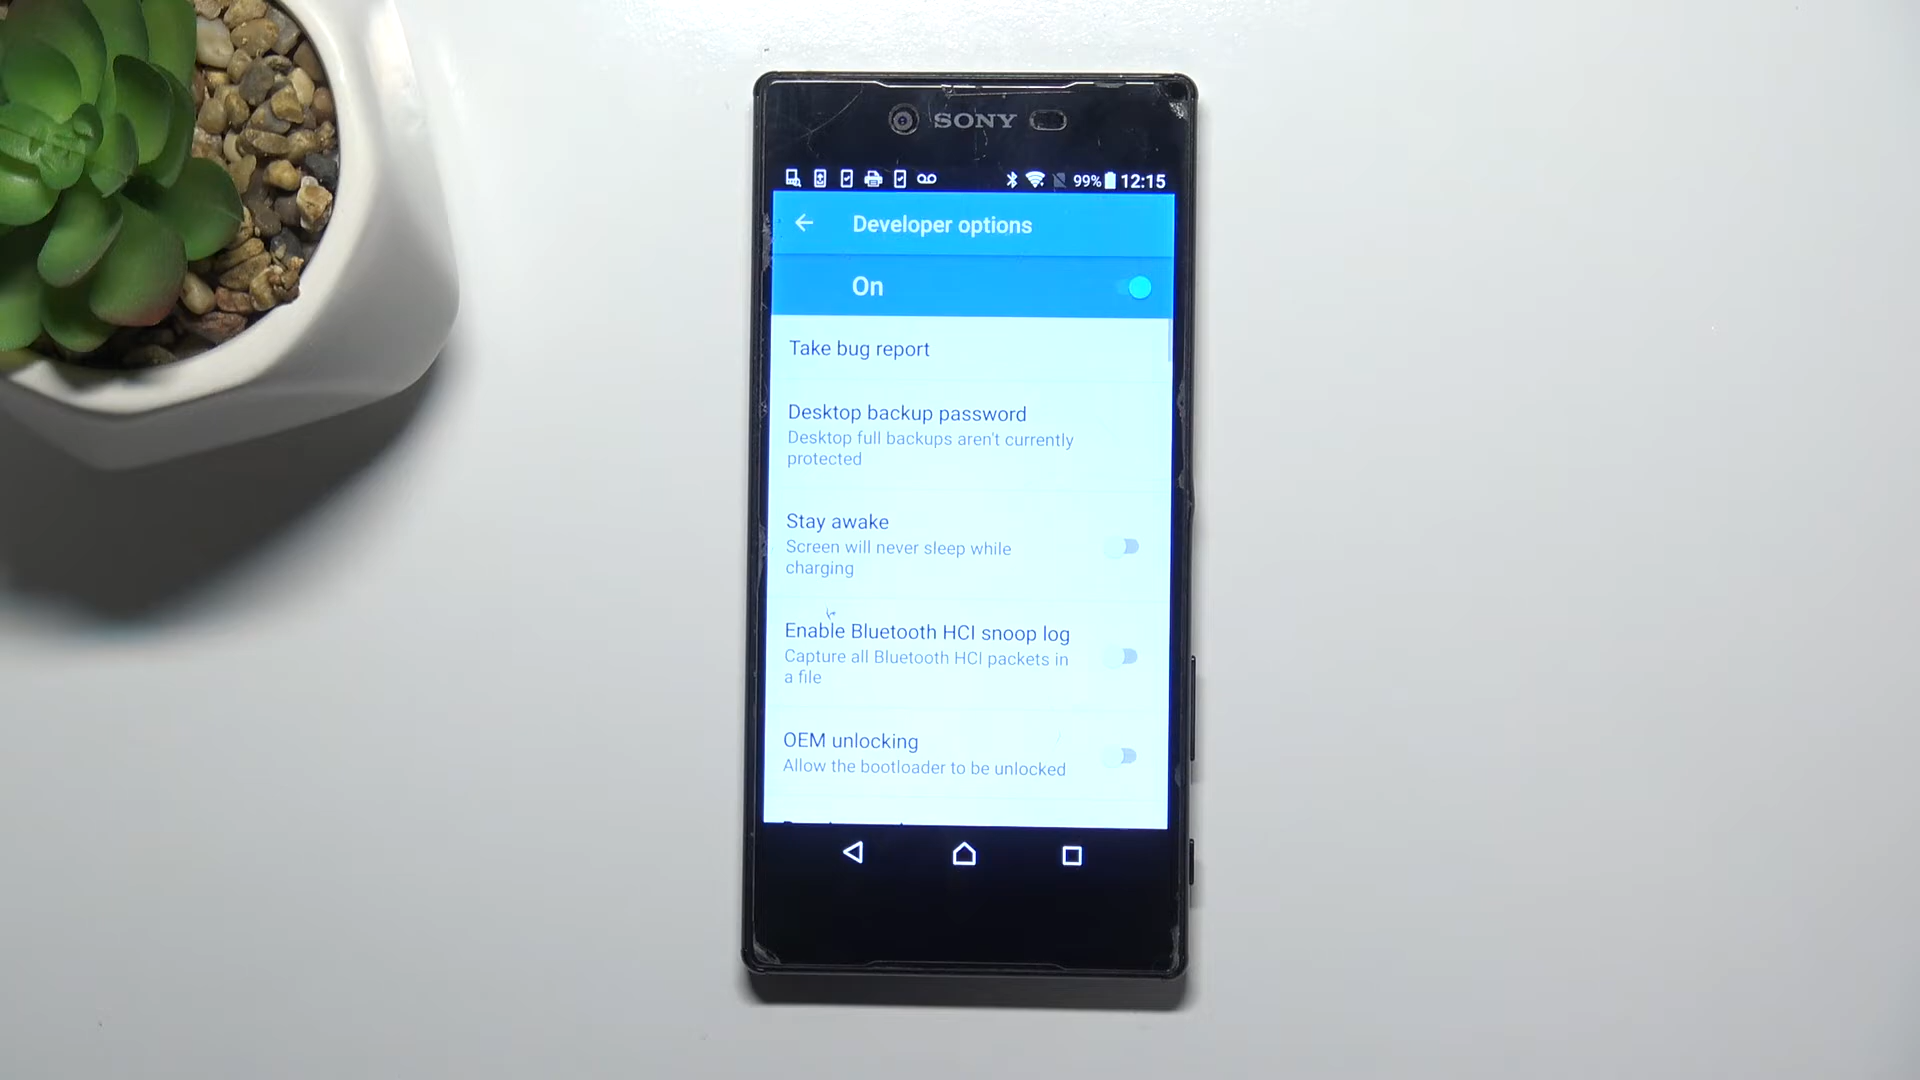 SONY
99% 12:15
Developer options
On
Take bug report
Desktop backup password
Desktop full backups aren't currently
protected
Stay awake
Screen will never sleep while
charging
Enable Bluetooth HCI snoop log
Capture all Bluetooth HCI packets in
a file
OEM unlocking
Allow the bootloader to be unlocked